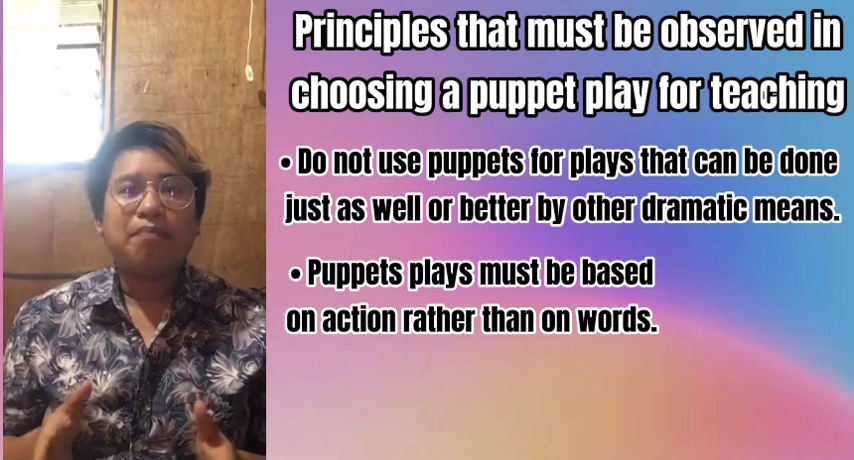 Principles that must be observed in
choosing a puppet play for teaching
• Do not use puppets for plays that can be done
just as well or better by other dramatic means.
• Puppets plays must be based
on action rather than on words.